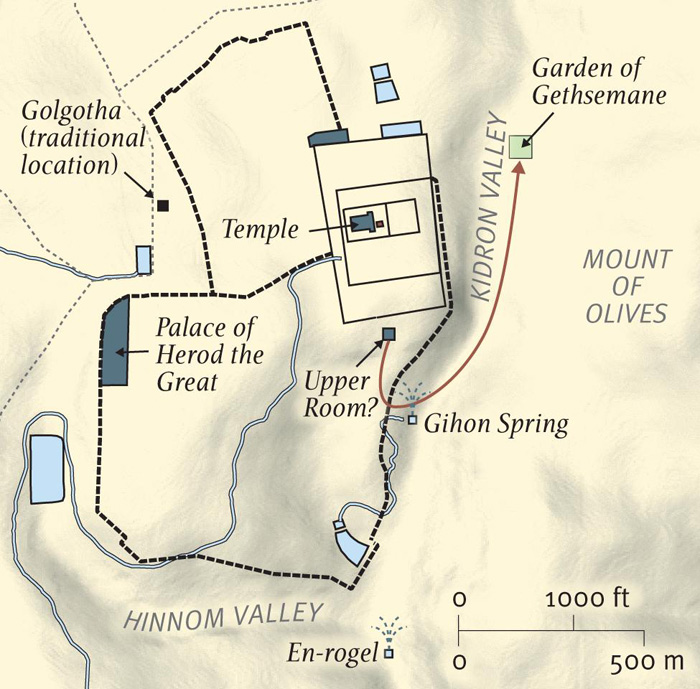 Garden of
Gethsemane
Golgotha
(traditional
location)
KIDRON VALLEY
Temple
MOUNT
OF
OLIVES
Palace of
Herod the
Great
Upper
Room?
Gihon Spring
HINNOM VALLEY
En-rogel
0 1000 ft
0 500 m